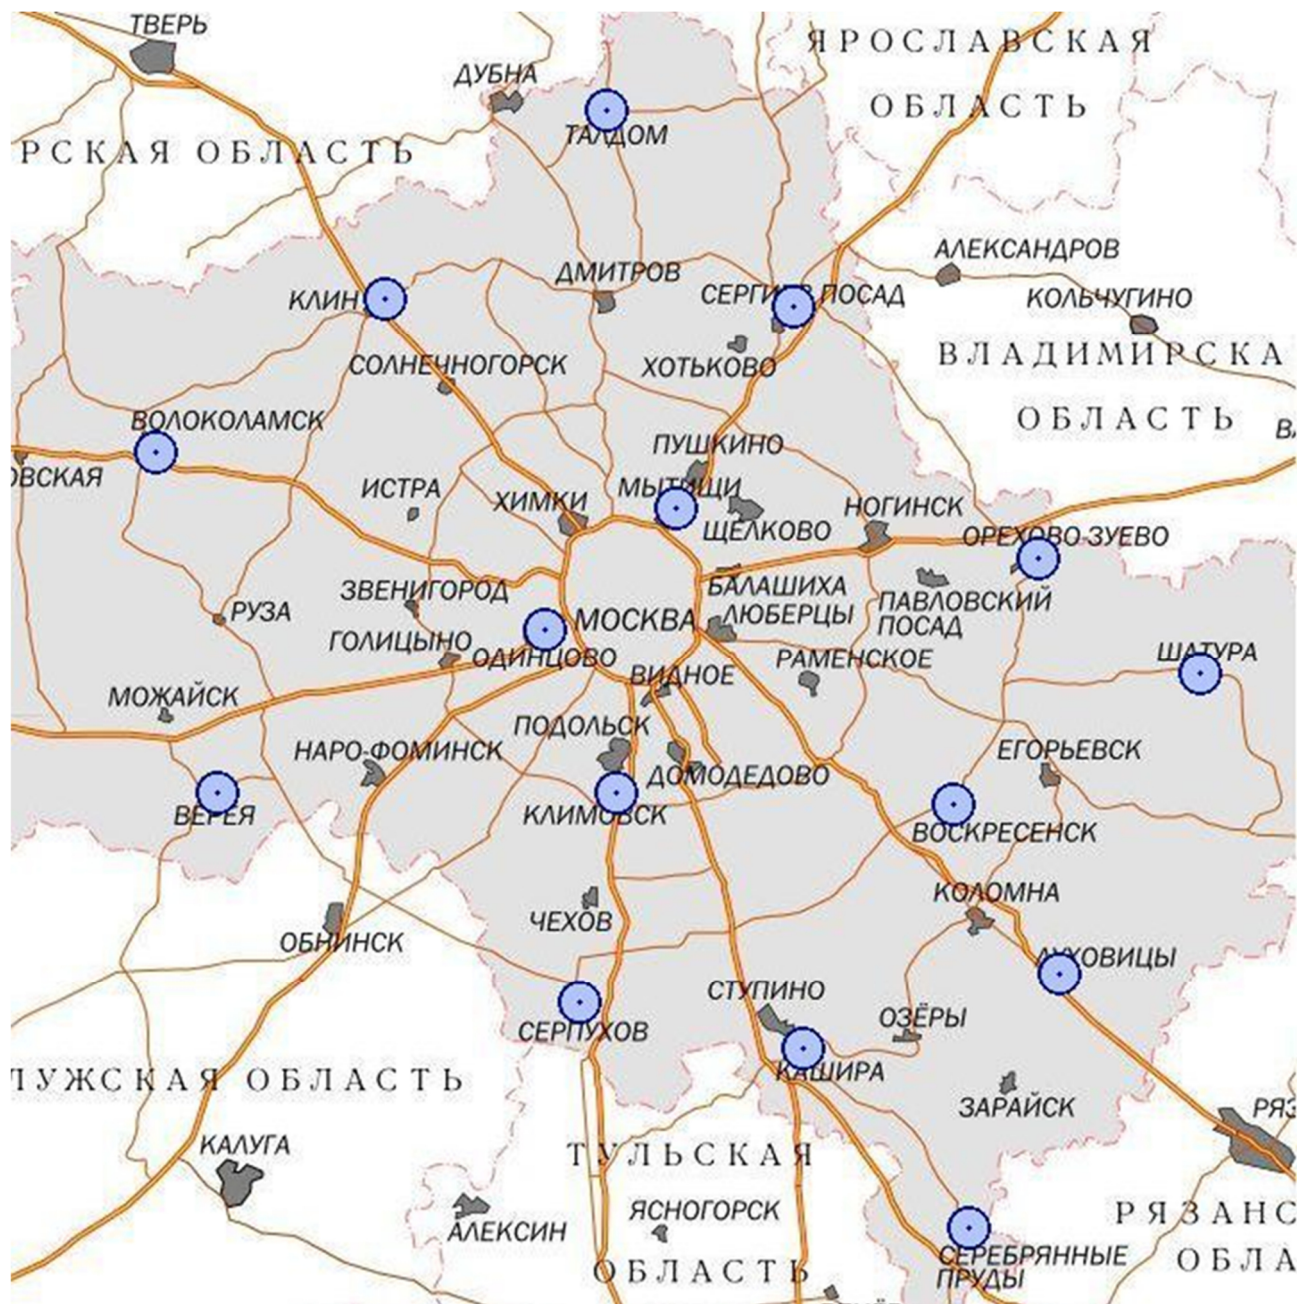 ТВЕРЬ
ЯРОСЛАВСКАЯ
ДУБНА
ОБЛАСТЬ
ТАЛДОМ
РСКАЯ ОБЛАСТЬ
АЛЕКСАНДРОВ
ДМИТРОВ
КЛИН
СЕРГИЕВ ПОСАД
КОЛЬЧУГИНО
ВЛАДИМИРСКА
СОЛНЕЧНОГОРСК
ХОТЬКОВО
ВОЛОКОЛАМСК
ОБЛАСТЬ
ПУШКИНО
ОВСКАЯ
ИСТРА
ХИМКИ
МЫТИЩИ
НОГИНСК
ЩЕЛКОВО
ОРЕХОВО-ЗУЕВО
ЗВЕНИГОРОД
БАЛАШИХА
РУЗА
МОСКВА
ЛЮБЕРЦЫ
ПАВЛОВСКИЙ
ПОСАД
ГОЛИЦЫНО
ОДИНЦОВО
РАМЕНСКОЕ
ШАТУРА
ВИДНОЕ
МОЖАЙСК
ПОДОЛЬСК
НАРО-ФОМИНСК
ЕГОРЬЕВСК
ДОМОДЕДОВО
ВЕРЕЯ
КЛИМОВСК
ВОСКРЕСЕНСК
КОЛОМНА
ЧЕХОВ
ОБНИНСК
ЛУХОВИЦЫ
СТУПИНО
СЕРПУХОВ
ОЗЁРЫ
ЛУЖСКАЯ ОБЛАСТЬ
КАШИРА
ЗАРАЙСК
РЯЗ
КАЛУГА
ТУЛЬСКАЯ
ЯСНОГОРСК
РЯЗАНС
АЛЕКСИН
СЕРЕБРЯННЫЕ
ПРУДЫ
ОБЛАСТЬ
ОБЛА